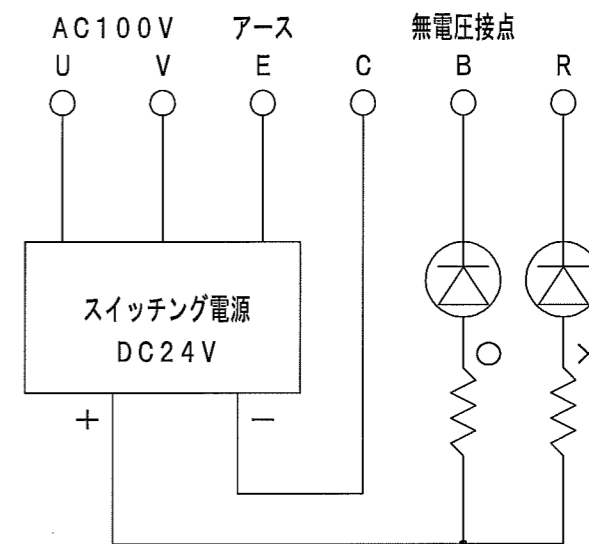 AC100V アース 無電圧接点
U V E C B R
スイッチング電源
DC24V
+ −